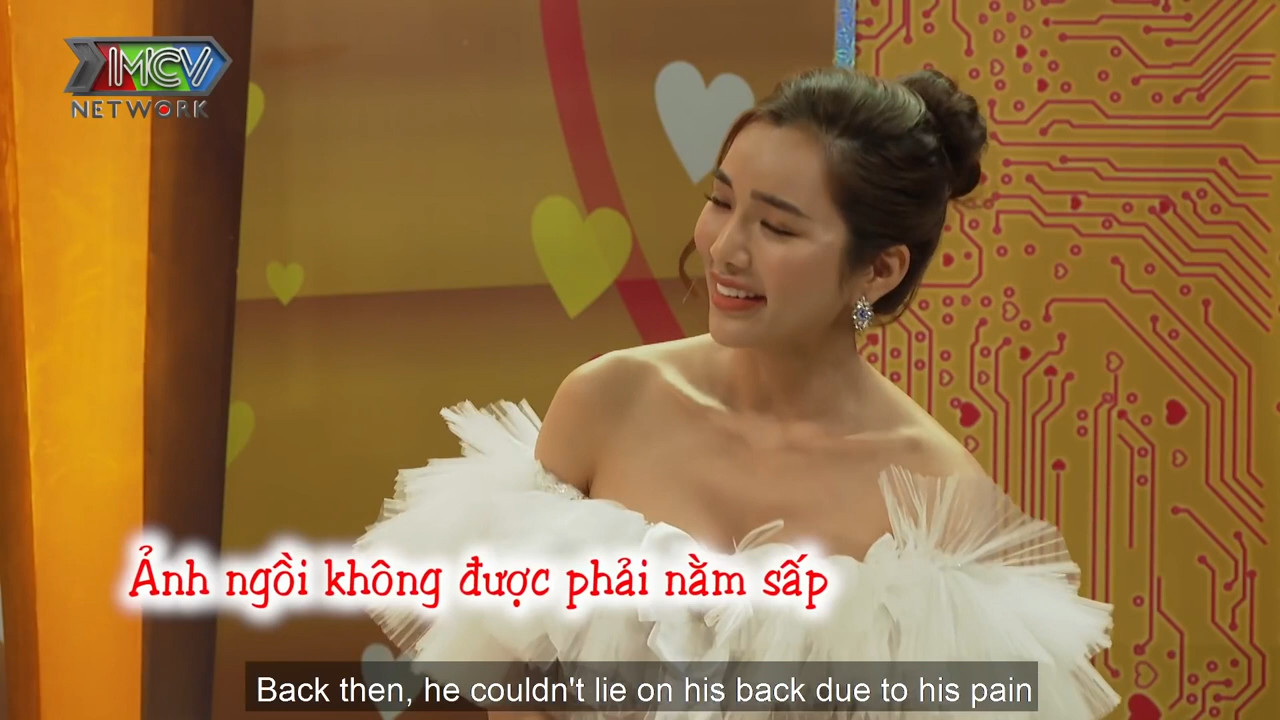 MCV
NETWORK
Ảnh ngồi không được phải nằm sấp
Back then, he couldn't lie on his back due to his pain